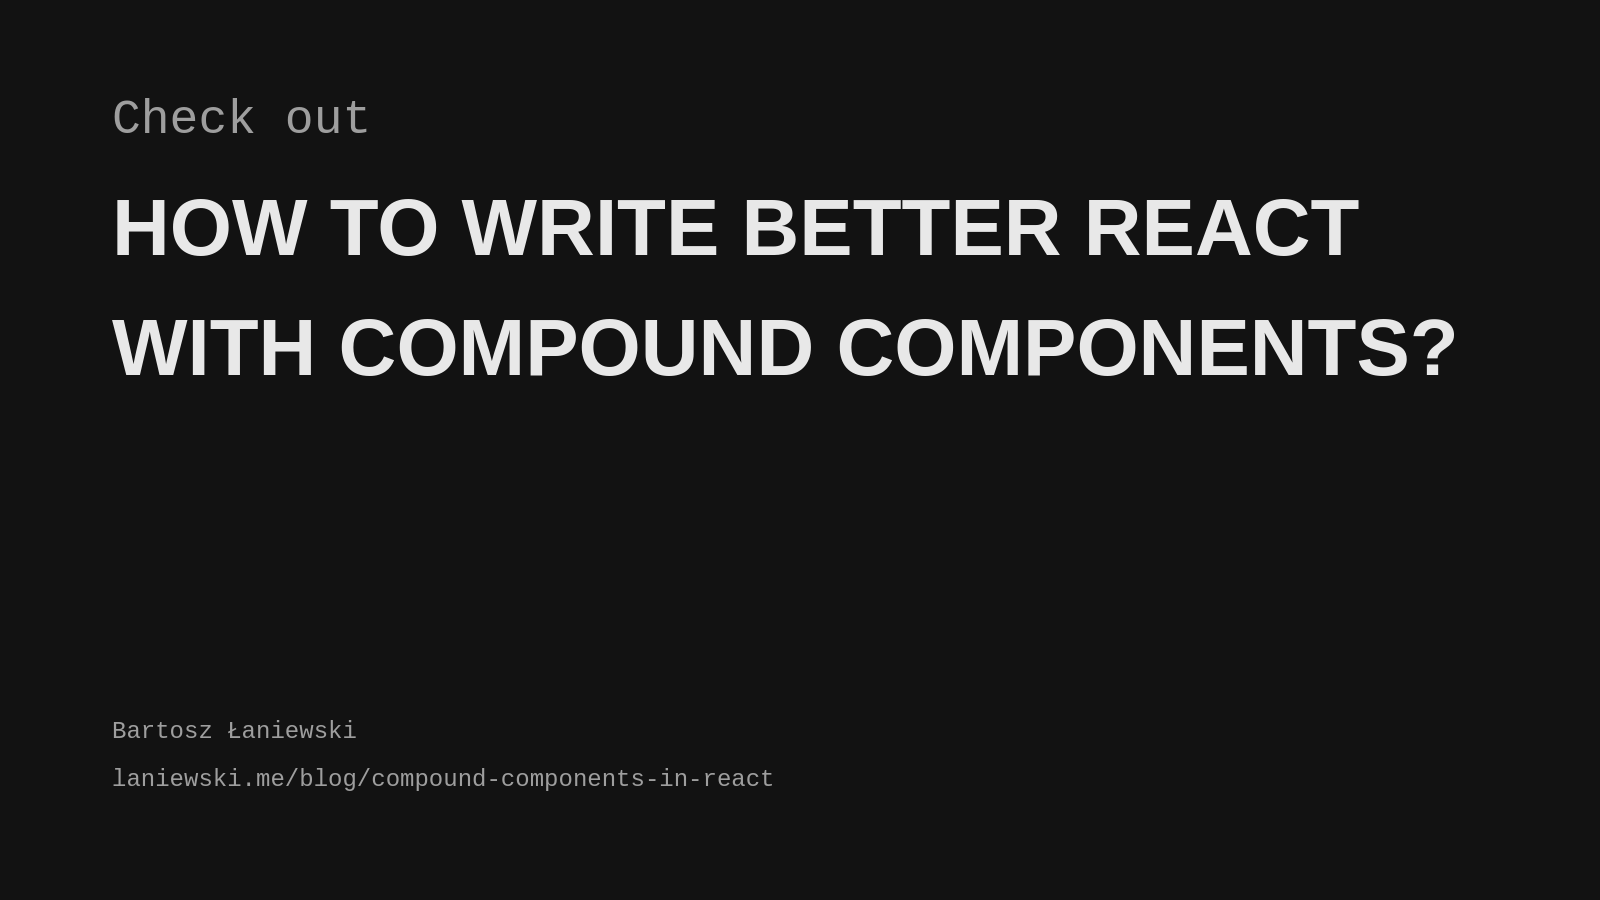 Check out
HOW TO WRITE BETTER REACT
WITH COMPOUND COMPONENTS?
Bartosz Łaniewski
laniewski.me/blog/compound-components-in-react